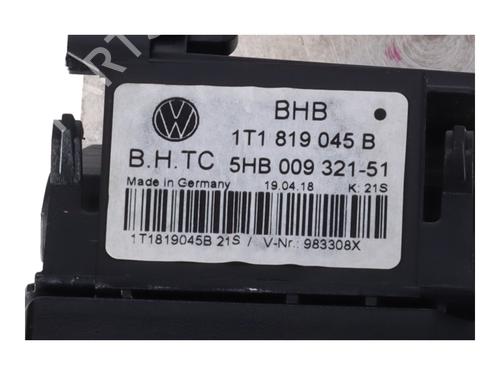 BHB
1T1 819 045 B
B.H.TC 5HB 009 321-51
Made in Germany 19.04.18 K: 21S
1T1819045B 21S / V-Nr.: 983308X